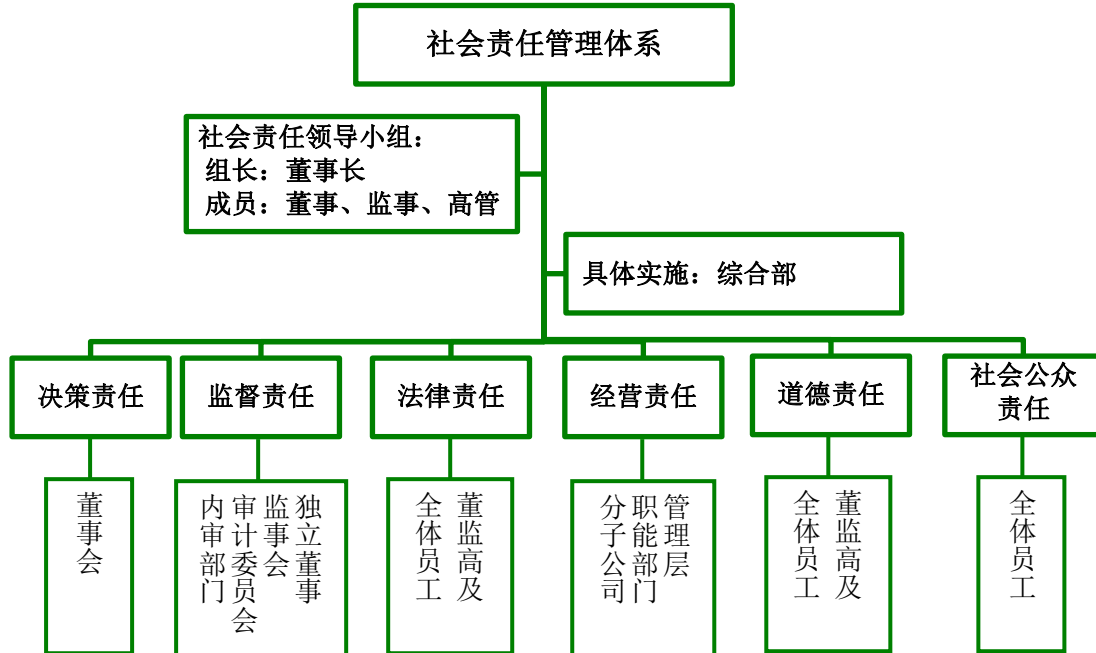 社会责任管理体系
社会责任领导小组：
组长：董事长
成员：董事、监事、高管
具体实施：综合部
决策责任
监督责任
法律责任
经营责任
道德责任
社会公众
责任
董事会
独立董事
监事会
审计委员会
内审部门
董监高及
全体员工
管理层
职能部门
分子公司
董监高及
全体员工
全体员工